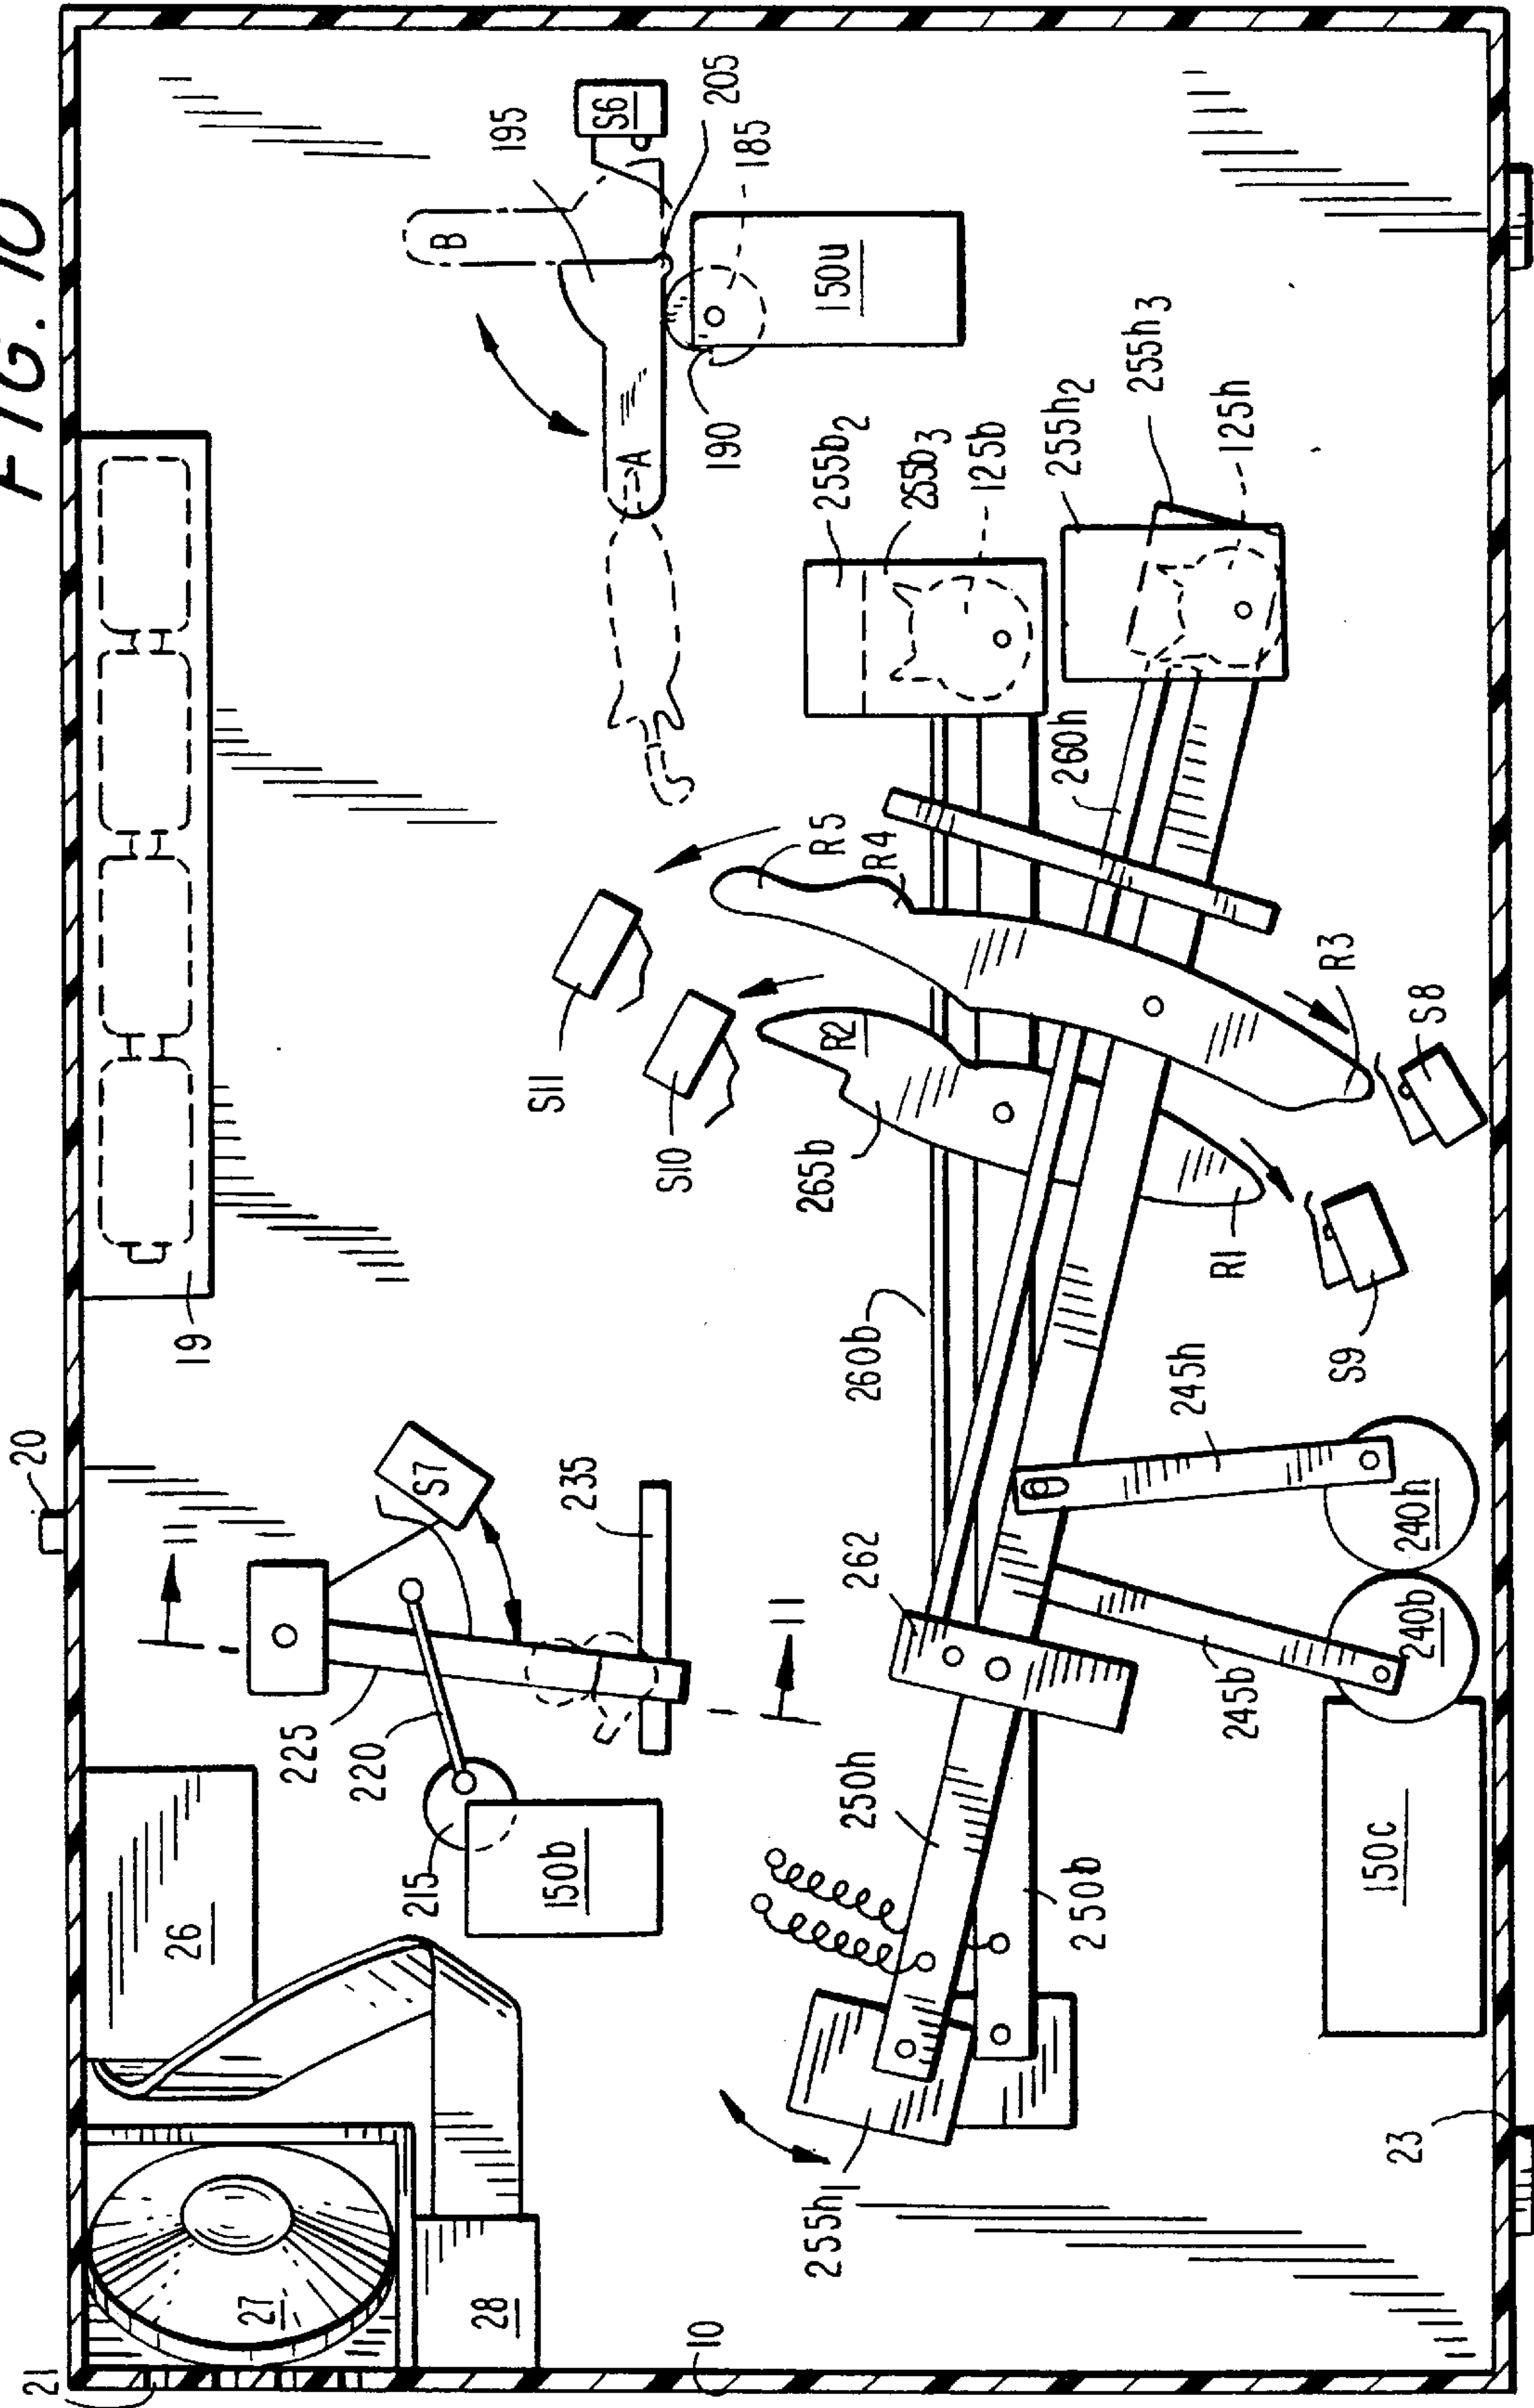 FIG. 10
21
20
19
26
27
28
10
23
11
11
S7
235
225
220
215
150b
195
S6
205
185
B
A
190
150u
255b2
255b3
125b
255h2
255h3
125h
260h
R5
R4
R3
S8
S11
S10
R2
265b
R1
S9
260b
262
245h
240h
245b
240b
250h
250b
150c
255h1